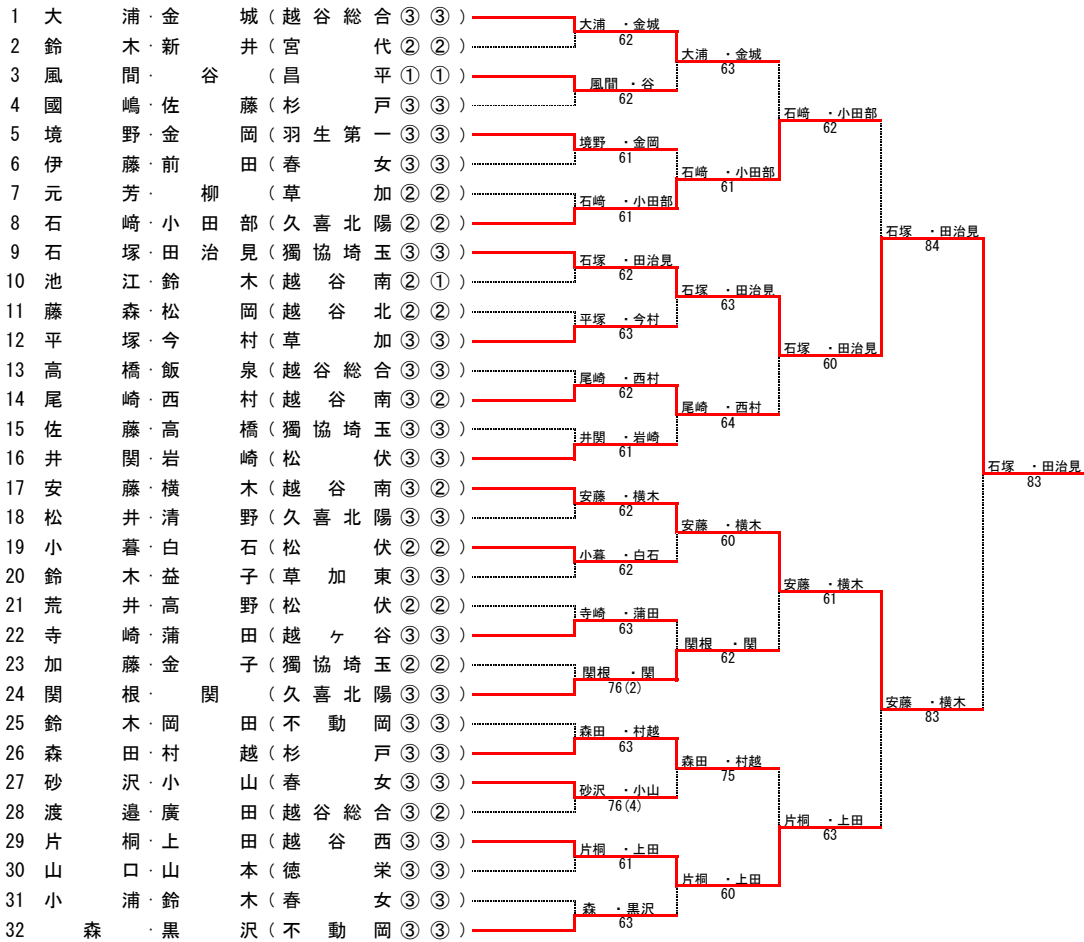 1 大浦・金城(越谷総合③③)
2 鈴木・新井(宮代②②)
3 風間・谷(昌平①①)
4 國嶋・佐藤(杉戸③③)
5 境野・金岡(羽生第一③③)
6 伊藤・前田(春女③③)
7 元芳・柳(草加②②)
8 石﨑・小田部(久喜北陽②②)
9 石塚・田治見(獨協埼玉③③)
10 池江・鈴木(越谷南②①)
11 藤森・松岡(越谷北②②)
12 平塚・今村(草加③③)
13 高橋・飯泉(越谷総合③③)
14 尾崎・西村(越谷南③②)
15 佐藤・高橋(獨協埼玉③③)
16 井関・岩崎(松伏③③)
17 安藤・横木(越谷南③②)
18 松井・清野(久喜北陽③③)
19 小暮・白石(松伏②②)
20 鈴木・益子(草加東③③)
21 荒井・高野(松伏②②)
22 寺崎・蒲田(越ヶ谷③③)
23 加藤・金子(獨協埼玉②②)
24 関根・関(久喜北陽③③)
25 鈴木・岡田(不動岡③③)
26 森田・村越(杉戸③③)
27 砂沢・小山(春女③③)
28 渡邉・廣田(越谷総合③②)
29 片桐・上田(越谷西③③)
30 山口・山本(徳栄③③)
31 小浦・鈴木(春女③③)
32 森・黒沢(不動岡③③)
大浦 ・金城
62
風間 ・谷
62
境野 ・金岡
61
石﨑 ・小田部
61
石塚 ・田治見
62
平塚 ・今村
63
尾崎 ・西村
62
井関 ・岩崎
61
安藤 ・横木
62
小暮 ・白石
62
寺崎 ・蒲田
63
関根 ・関
76(2)
森田 ・村越
63
砂沢 ・小山
76(4)
片桐 ・上田
61
森 ・黒沢
63
大浦 ・金城
63
石﨑 ・小田部
61
石塚 ・田治見
63
尾崎 ・西村
64
安藤 ・横木
60
関根 ・関
62
森田 ・村越
75
片桐 ・上田
60
石﨑 ・小田部
62
石塚 ・田治見
60
安藤 ・横木
61
片桐 ・上田
63
石塚 ・田治見
84
安藤 ・横木
83
石塚 ・田治見
83